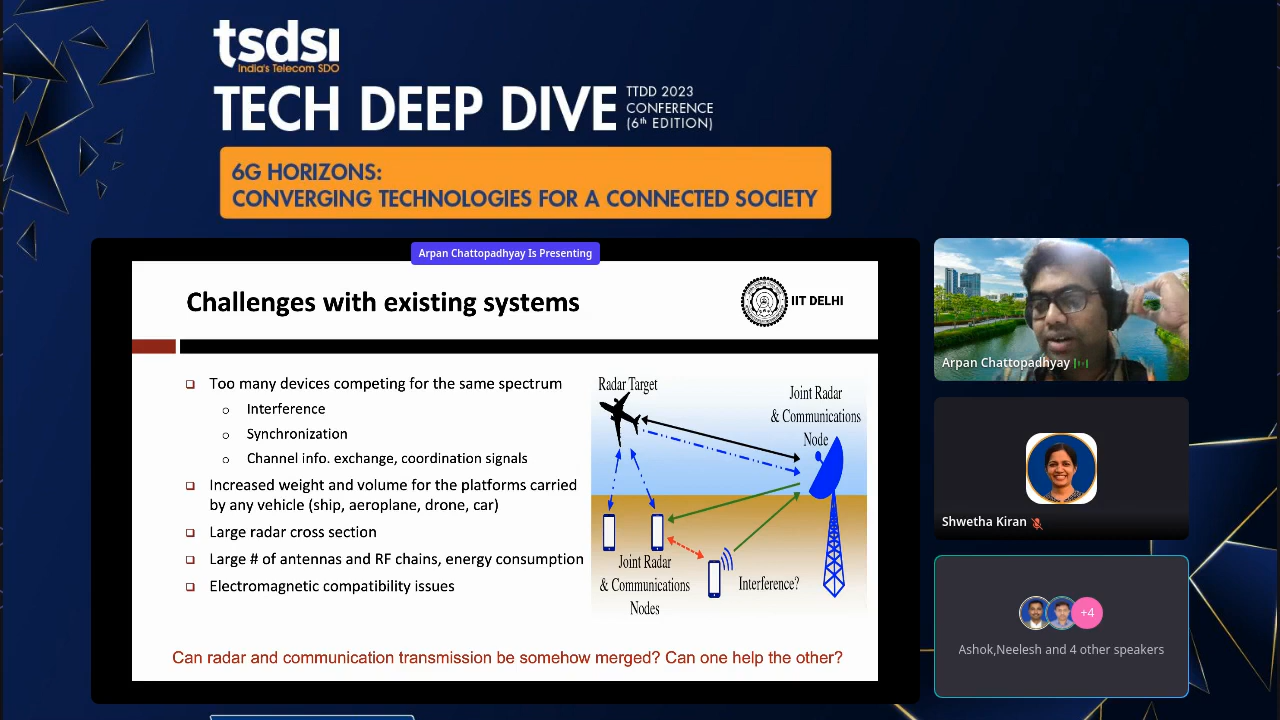 tsdsi
India's Telecom SDO
TECH DEEP DIVE
TTDD 2023
CONFERENCE
(6th EDITION)
6G HORIZONS:
CONVERGING TECHNOLOGIES FOR A CONNECTED SOCIETY
Arpan Chattopadhyay Is Presenting
Challenges with existing systems
IIT DELHI
Too many devices competing for the same spectrum
Interference
Synchronization
Channel info. exchange, coordination signals
Increased weight and volume for the platforms carried
by any vehicle (ship, aeroplane, drone, car)
Large radar cross section
Large # of antennas and RF chains, energy consumption
Electromagnetic compatibility issues
Radar Target
Joint Radar
& Communications
Node
Joint Radar
& Communications
Nodes
Interference?
Can radar and communication transmission be somehow merged? Can one help the other?
Arpan Chattopadhyay
Shwetha Kiran
+4
Ashok,Neelesh and 4 other speakers